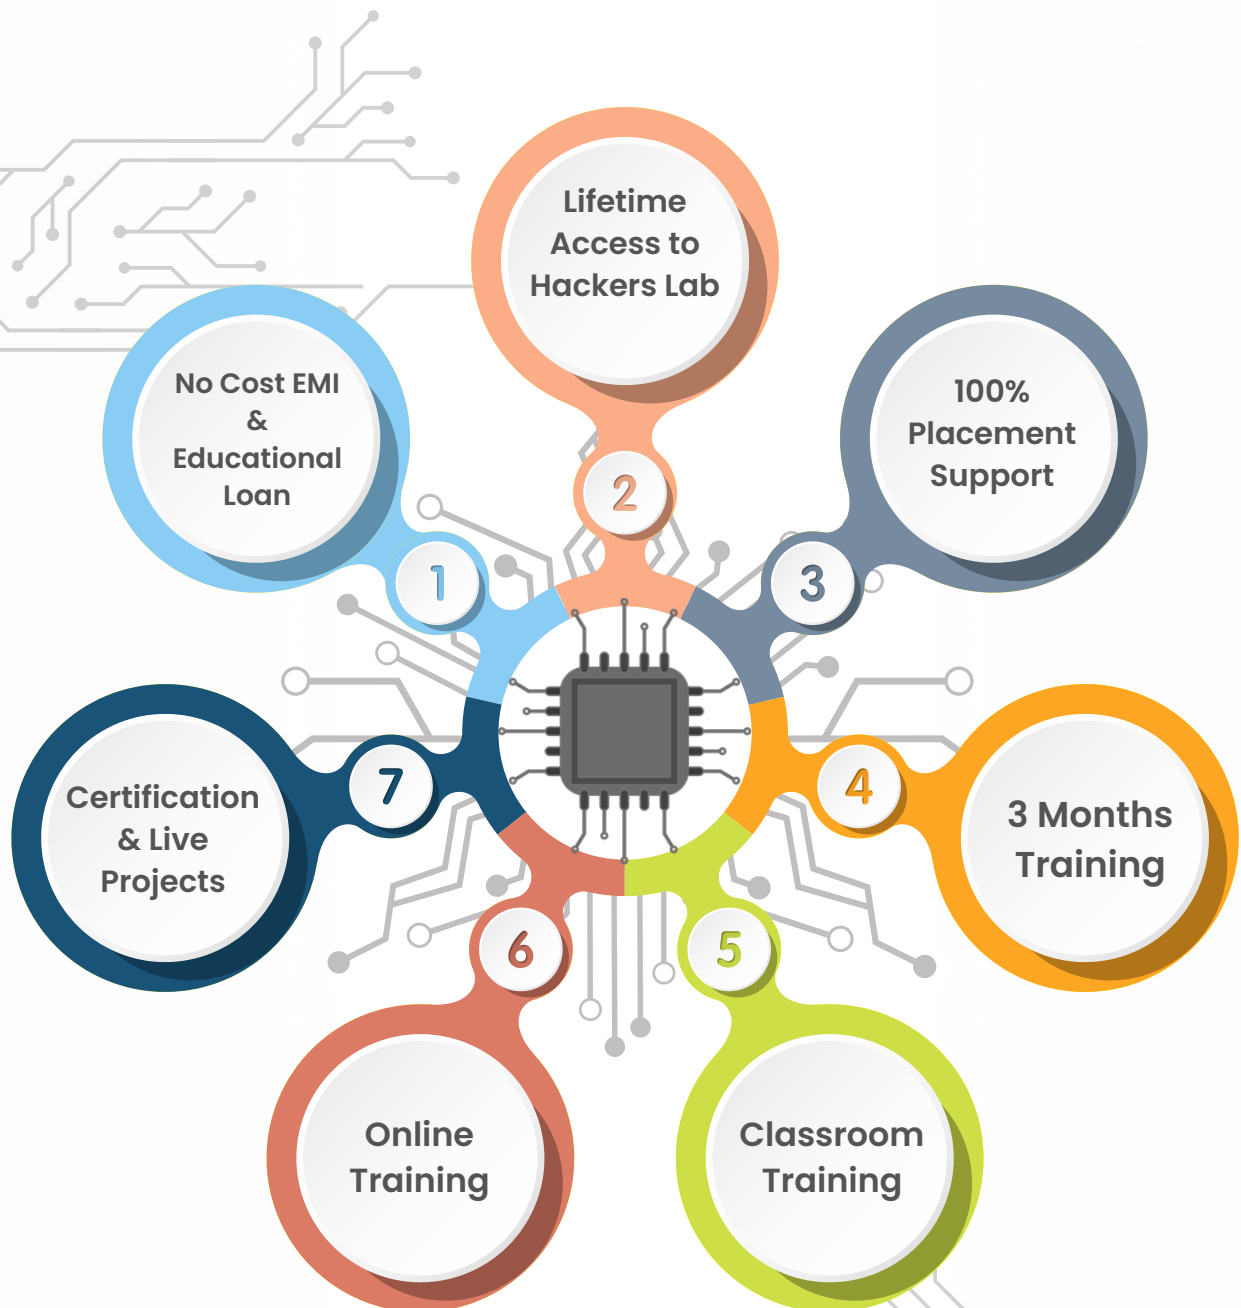 No Cost EMI
&
Educational
Loan
1
Lifetime
Access to
Hackers Lab
2
100%
Placement
Support
3
3 Months
Training
4
Classroom
Training
5
Online
Training
6
Certification
& Live
Projects
7